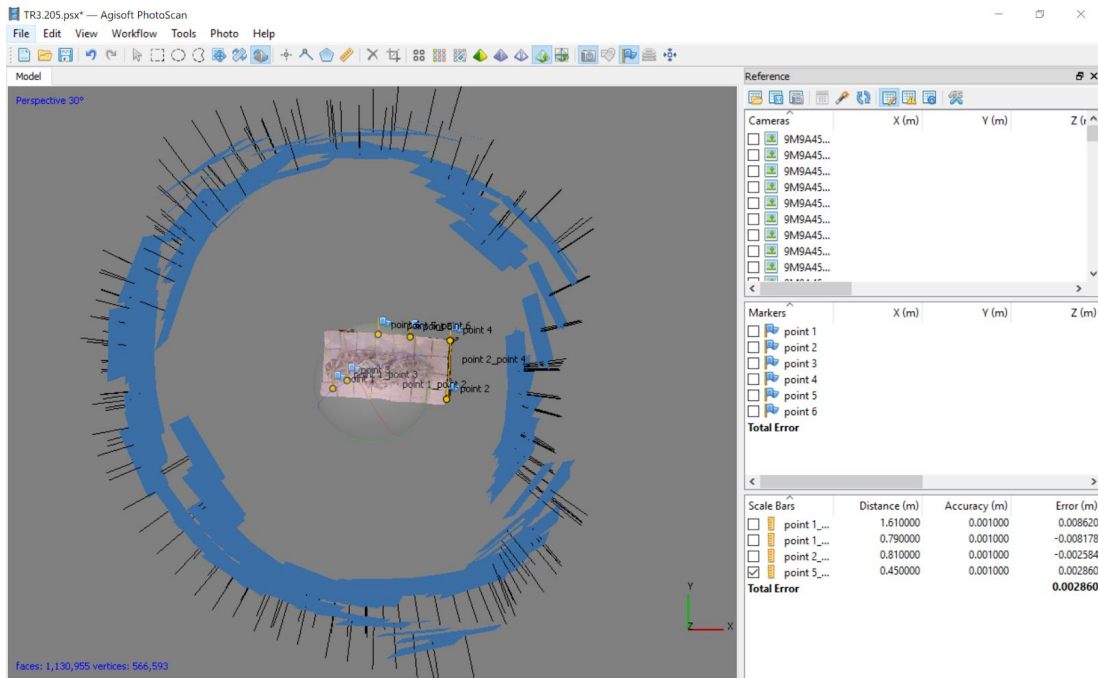 TR3.205.psx* — Agisoft PhotoScan
File Edit View Workflow Tools Photo Help
Model
Perspective 30°
point 6
point 4
point 2_point 4
point 3
point 1_point 2
point 2
Y
Z X
faces: 1,130,955 vertices: 566,593
Reference
Cameras X (m) Y (m) Z (r
9M9A45...
9M9A45...
9M9A45...
9M9A45...
9M9A45...
9M9A45...
9M9A45...
9M9A45...
9M9A45...
Markers X (m) Y (m) Z (m)
point 1
point 2
point 3
point 4
point 5
point 6
Total Error
Scale Bars Distance (m) Accuracy (m) Error (m)
point 1_... 1.610000 0.001000 0.008620
point 1_... 0.790000 0.001000 -0.008178
point 2_... 0.810000 0.001000 -0.002584
point 5_... 0.450000 0.001000 0.002860
Total Error 0.002860